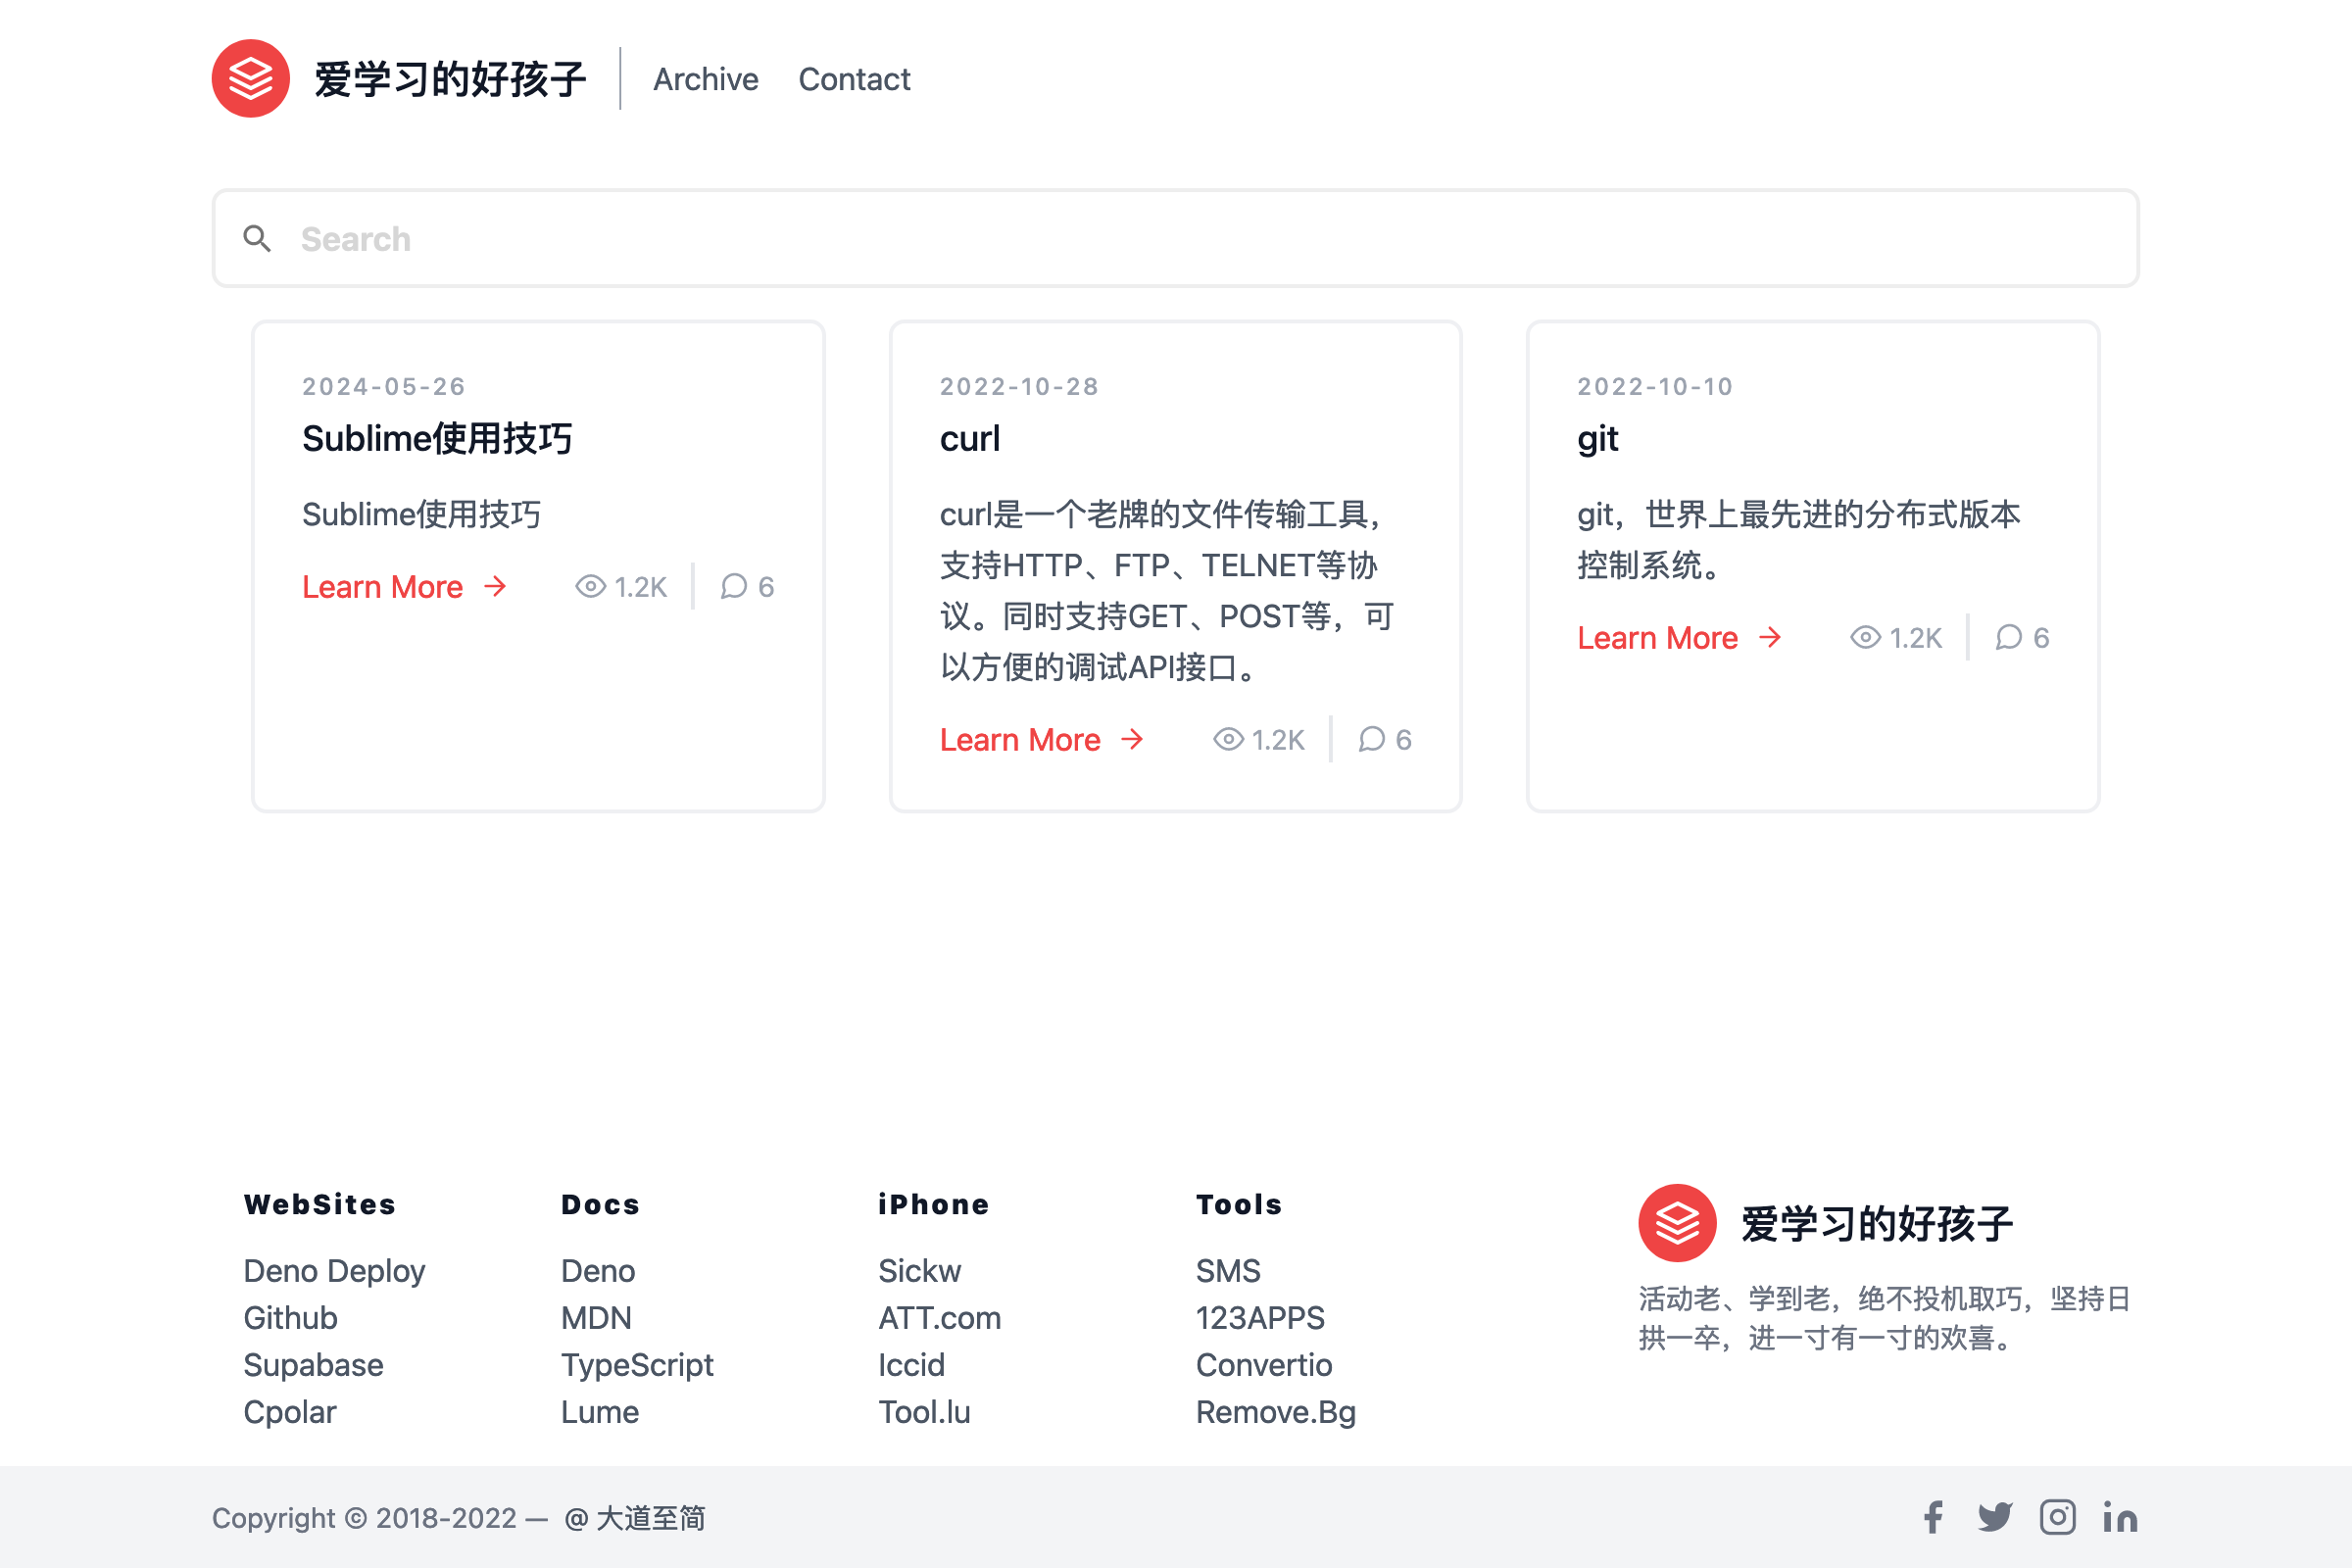 爱学习的好孩子
Archive
Contact
Search
2024-05-26
Sublime使用技巧
Sublime使用技巧
Learn More
1.2K
6
2022-10-28
curl
curl是一个老牌的文件传输工具，
支持HTTP、FTP、TELNET等协
议。同时支持GET、POST等，可
以方便的调试API接口。
Learn More
1.2K
6
2022-10-10
git
git，世界上最先进的分布式版本
控制系统。
Learn More
1.2K
6
WebSites
Deno Deploy
Github
Supabase
Cpolar
Docs
Deno
MDN
TypeScript
Lume
iPhone
Sickw
ATT.com
Iccid
Tool.lu
Tools
SMS
123APPS
Convertio
Remove.Bg
爱学习的好孩子
活动老、学到老，绝不投机取巧，坚持日
拱一卒，进一寸有一寸的欢喜。
Copyright © 2018-2022 — @ 大道至简